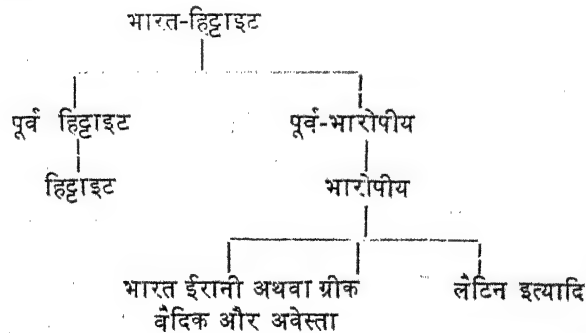 भारत-हिट्टाइट
पूर्व हिट्टाइट पूर्व-भारोपीय
हिट्टाइट भारोपीय
भारत ईरानी अथवा ग्रीक लैटिन इत्यादि
वैदिक और अवेस्ता